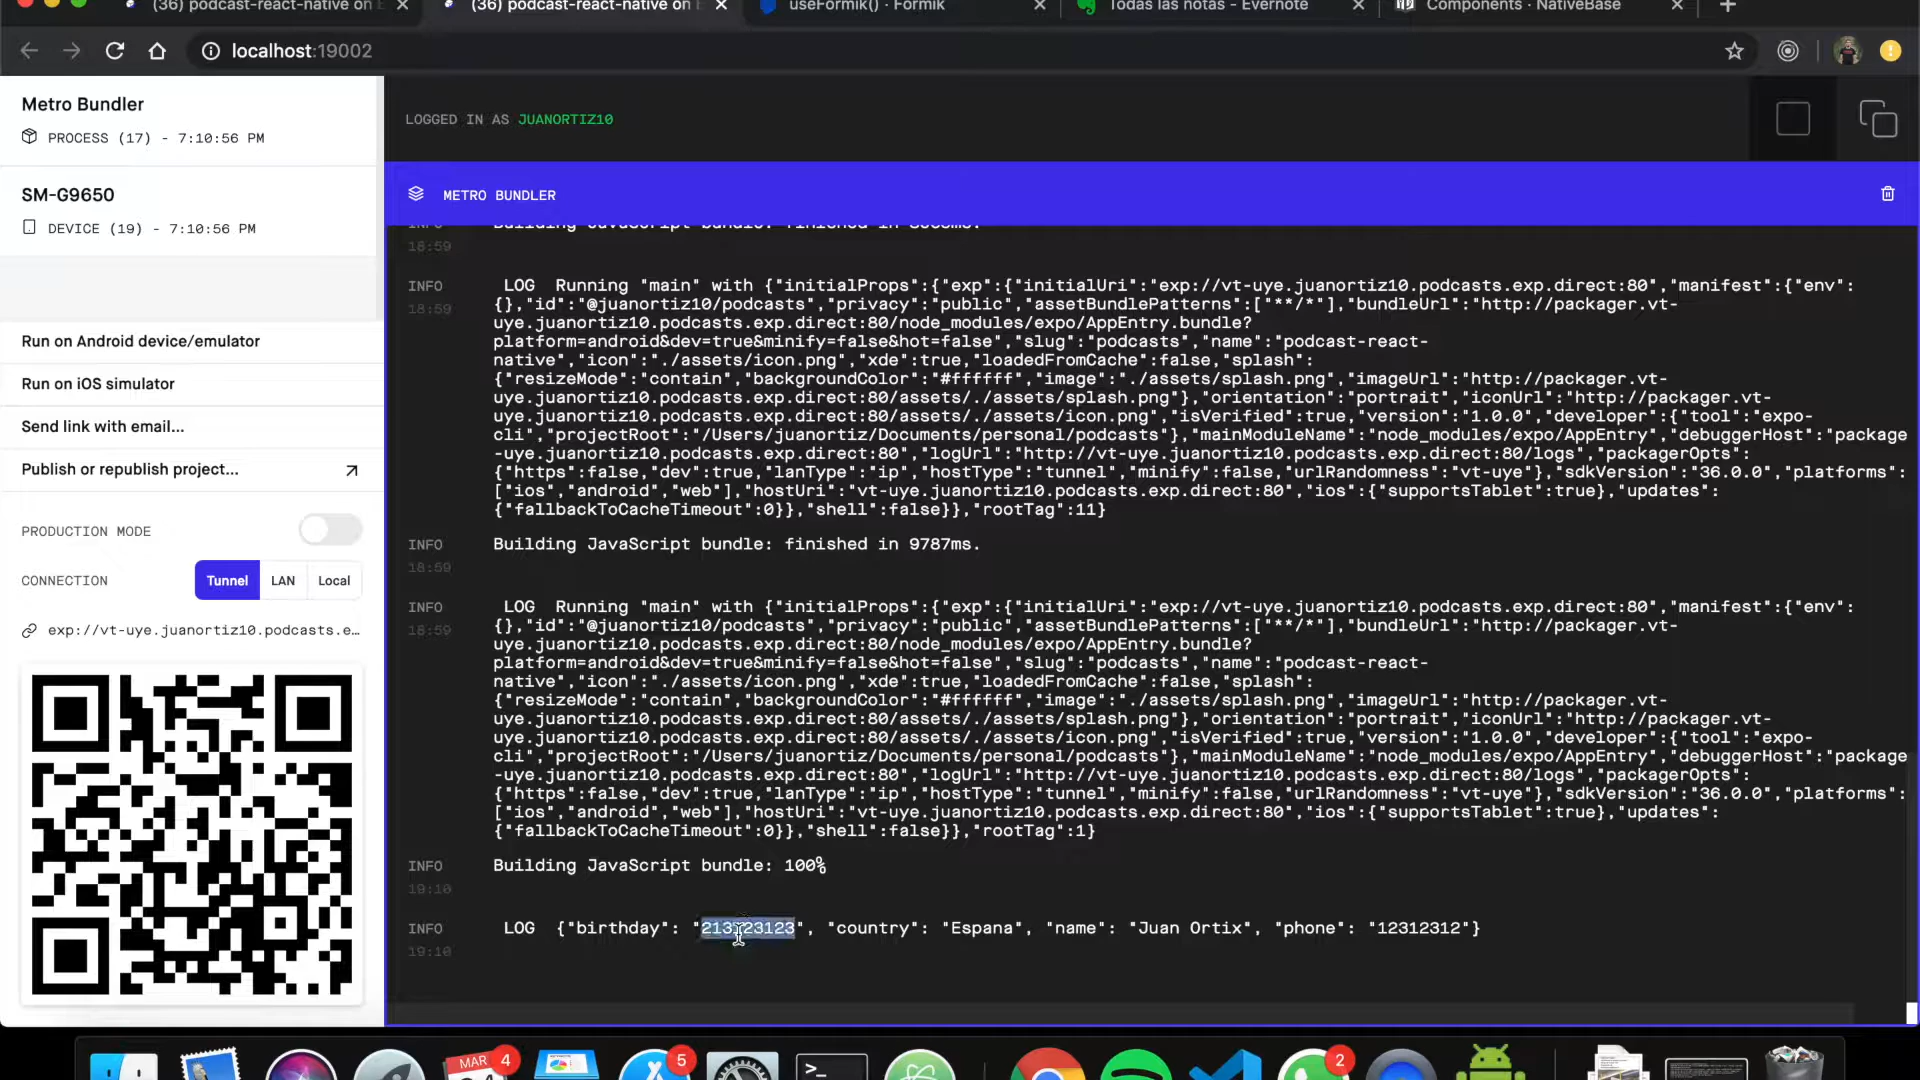 (36) podcast-react-native on E
(36) podcast-react-native on E
useFormik() · Formik
Todas las notas - Evernote
Components · NativeBase
localhost:19002
Metro Bundler
PROCESS (17) - 7:10:56 PM
SM-G9650
DEVICE (19) - 7:10:56 PM
Run on Android device/emulator
Run on iOS simulator
Send link with email...
Publish or republish project...
PRODUCTION MODE
CONNECTION
Tunnel
LAN
Local
exp://vt-uye.juanortiz10.podcasts.e…
LOGGED IN AS JUANORTIZ10
METRO BUNDLER
INFO
18:59
Building JavaScript bundle: finished in
INFO
18:59
LOG Running "main" with {"initialProps":{"exp":{"initialUri":"exp://vt-uye.juanortiz10.podcasts.exp.direct:80","manifest":{"env":
{},"id":"@juanortiz10/podcasts","privacy":"public","assetBundlePatterns":["**/*"],"bundleUrl":"http://packager.vt-
uye.juanortiz10.podcasts.exp.direct:80/node_modules/expo/AppEntry.bundle?
platform=android&dev=true&minify=false&hot=false","slug":"podcasts","name":"podcast-react-
native","icon":"./assets/icon.png","xde":true,"loadedFromCache":false,"splash":
{"resizeMode":"contain","backgroundColor":"#ffffff","image":"./assets/splash.png","imageUrl":"http://packager.vt-
uye.juanortiz10.podcasts.exp.direct:80/assets/./assets/splash.png"},"orientation":"portrait","iconUrl":"http://packager.vt-
uye.juanortiz10.podcasts.exp.direct:80/assets/./assets/icon.png","isVerified":true,"version":"1.0.0","developer":{"tool":"expo-
cli","projectRoot":"/Users/juanortiz/Documents/personal/podcasts"},"mainModuleName":"node_modules/expo/AppEntry","debuggerHost":"package
-uye.juanortiz10.podcasts.exp.direct:80","logUrl":"http://vt-uye.juanortiz10.podcasts.exp.direct:80/logs","packagerOpts":
{"https":false,"dev":true,"lanType":"ip","hostType":"tunnel","minify":false,"urlRandomness":"vt-uye"},"sdkVersion":"36.0.0","platforms":
["ios","android","web"],"hostUri":"vt-uye.juanortiz10.podcasts.exp.direct:80","ios":{"supportsTablet":true},"updates":
{"fallbackToCacheTimeout":0}},"shell":false}},"rootTag":11}
INFO
18:59
Building JavaScript bundle: finished in 9787ms.
INFO
18:59
LOG Running "main" with {"initialProps":{"exp":{"initialUri":"exp://vt-uye.juanortiz10.podcasts.exp.direct:80","manifest":{"env":
{},"id":"@juanortiz10/podcasts","privacy":"public","assetBundlePatterns":["**/*"],"bundleUrl":"http://packager.vt-
uye.juanortiz10.podcasts.exp.direct:80/node_modules/expo/AppEntry.bundle?
platform=android&dev=true&minify=false&hot=false","slug":"podcasts","name":"podcast-react-
native","icon":"./assets/icon.png","xde":true,"loadedFromCache":false,"splash":
{"resizeMode":"contain","backgroundColor":"#ffffff","image":"./assets/splash.png","imageUrl":"http://packager.vt-
uye.juanortiz10.podcasts.exp.direct:80/assets/./assets/splash.png"},"orientation":"portrait","iconUrl":"http://packager.vt-
uye.juanortiz10.podcasts.exp.direct:80/assets/./assets/icon.png","isVerified":true,"version":"1.0.0","developer":{"tool":"expo-
cli","projectRoot":"/Users/juanortiz/Documents/personal/podcasts"},"mainModuleName":"node_modules/expo/AppEntry","debuggerHost":"package
-uye.juanortiz10.podcasts.exp.direct:80","logUrl":"http://vt-uye.juanortiz10.podcasts.exp.direct:80/logs","packagerOpts":
{"https":false,"dev":true,"lanType":"ip","hostType":"tunnel","minify":false,"urlRandomness":"vt-uye"},"sdkVersion":"36.0.0","platforms":
["ios","android","web"],"hostUri":"vt-uye.juanortiz10.podcasts.exp.direct:80","ios":{"supportsTablet":true},"updates":
{"fallbackToCacheTimeout":0}},"shell":false}},"rootTag":1}
INFO
19:10
Building JavaScript bundle: 100%
INFO
19:10
LOG {"birthday": "213123123", "country": "Espana", "name": "Juan Ortix", "phone": "12312312"}
MAR
4
5
2